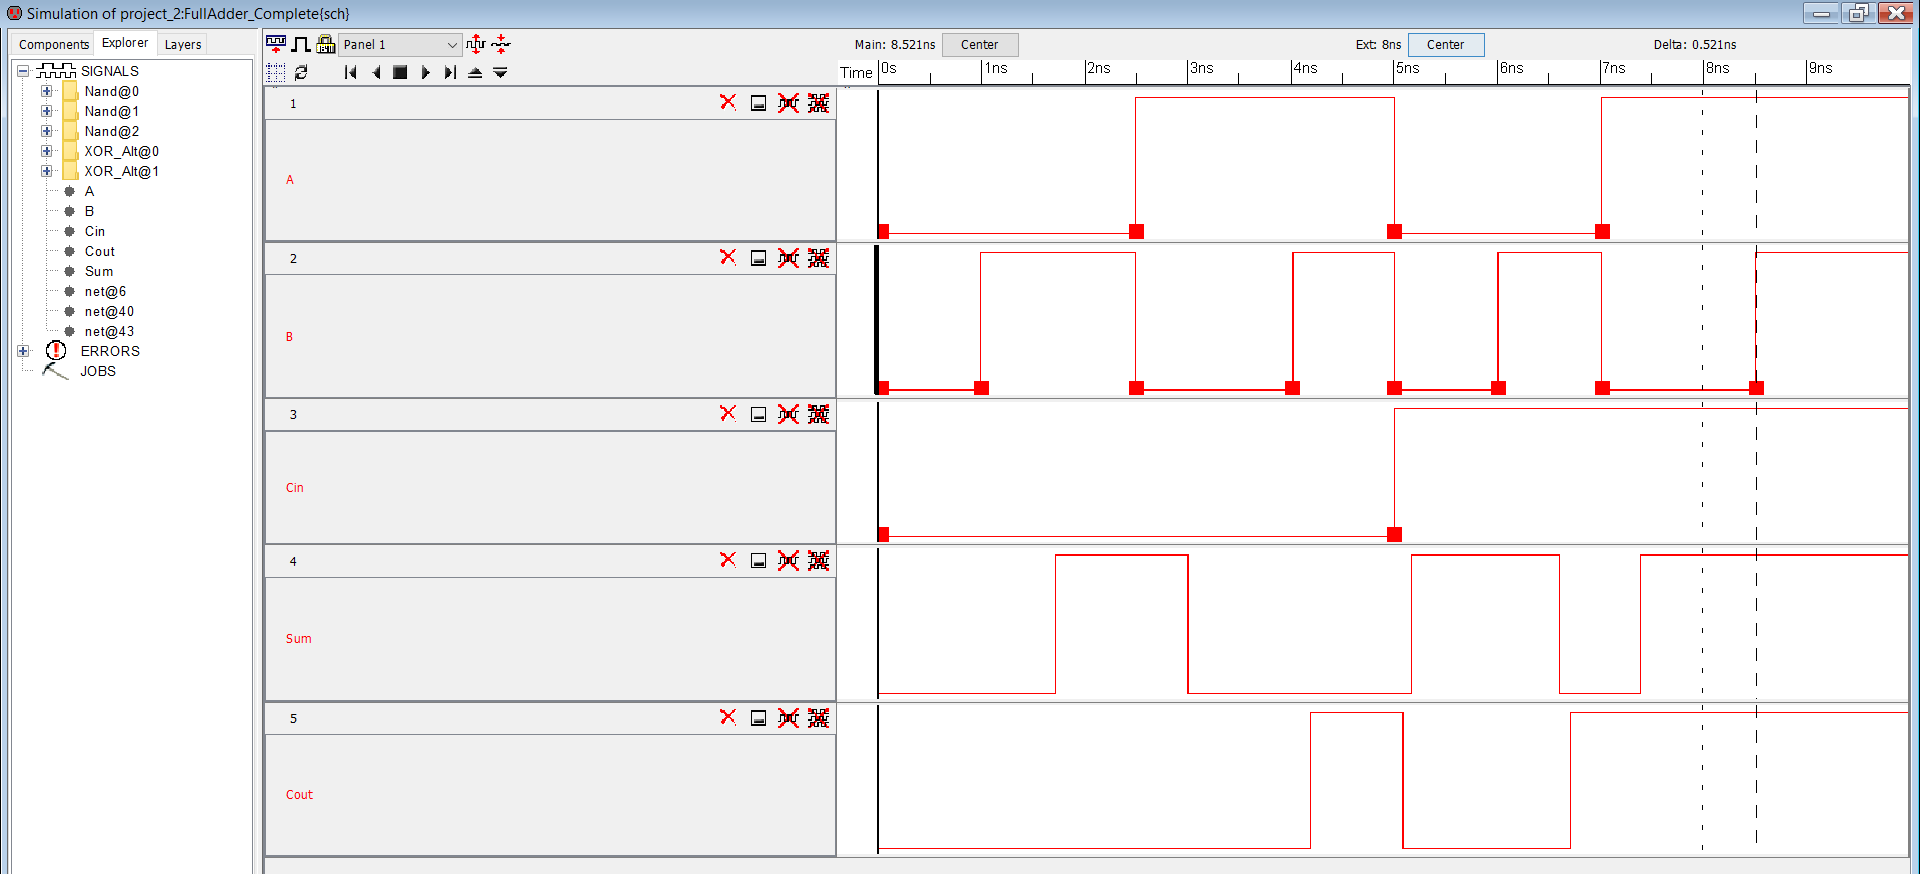 Simulation of project_2:FullAdder_Complete{sch}
Components Explorer Layers
SIGNALS
Nand@0
Nand@1
Nand@2
XOR_Alt@0
XOR_Alt@1
A
B
Cin
Cout
Sum
net@6
net@40
net@43
ERRORS
JOBS
Panel 1
Main: 8.521ns Center Ext: 8ns Center Delta: 0.521ns
Time 0s 1ns 2ns 3ns 4ns 5ns 6ns 7ns 8ns 9ns
1
A
2
B
3
Cin
4
Sum
5
Cout